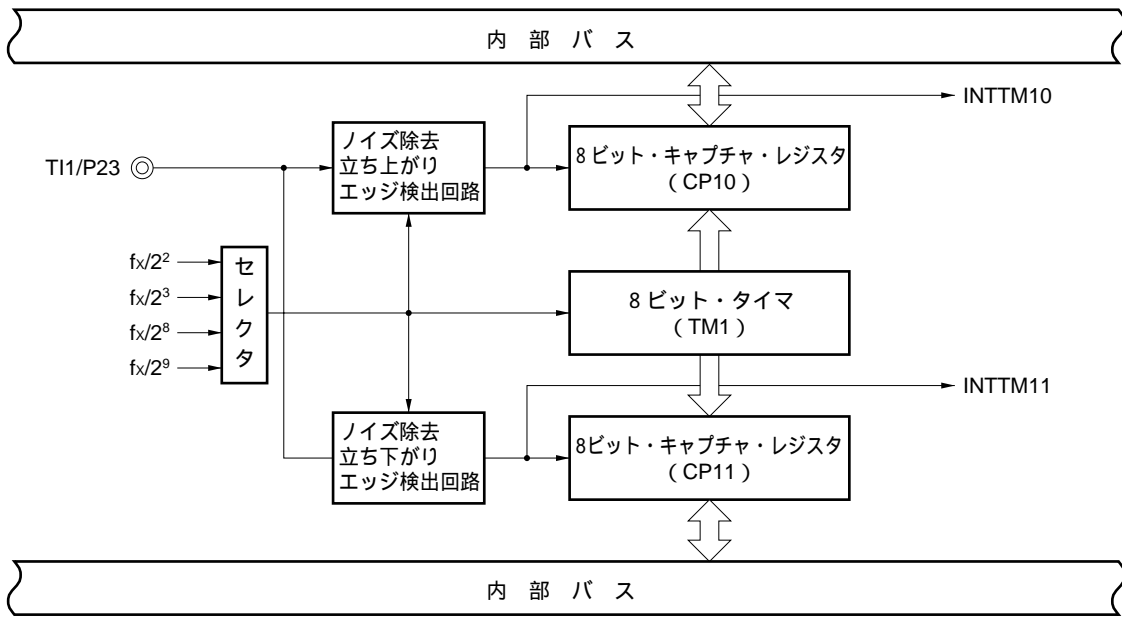 内 部 バ ス
INTTM10
ノイズ除去
立ち上がり
エッジ検出回路
8 ビット・キャプチャ・レジスタ
( CP10 )
TI1/P23
fX/2²
fX/2³
fX/2⁸
fX/2⁹
セ
レ
ク
タ
8 ビット・タイマ
( TM1 )
INTTM11
ノイズ除去
立ち下がり
エッジ検出回路
8ビット・キャプチャ・レジスタ
( CP11 )
内 部 バ ス